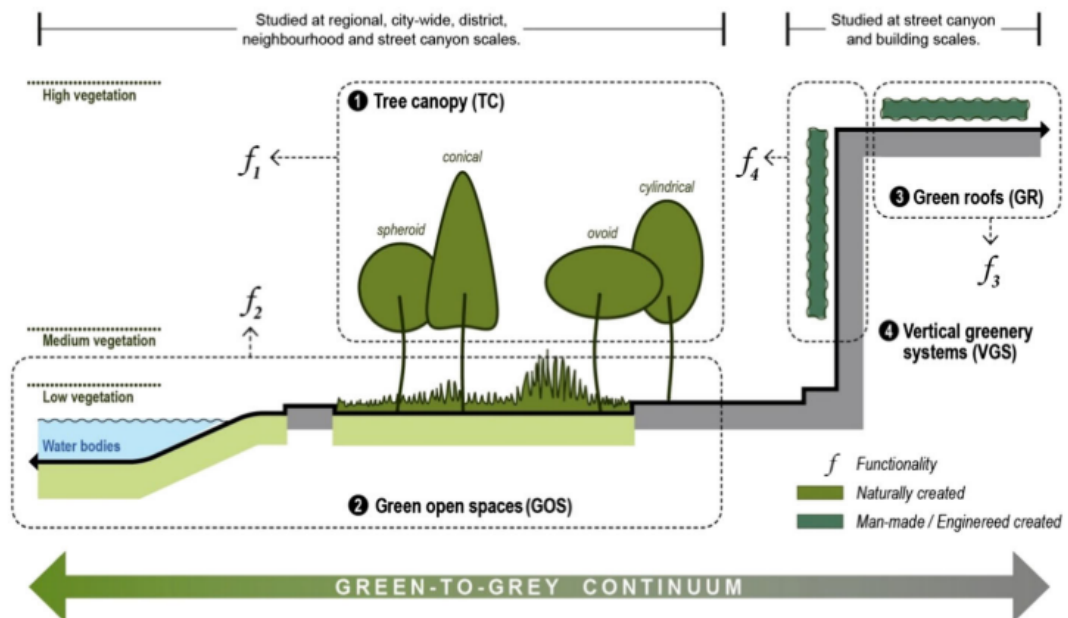 Studied at regional, city-wide, district,
neighbourhood and street canyon scales.
Studied at street canyon
and building scales.
High vegetation
❶ Tree canopy (TC)
conical
f1
f4
cylindrical
❸ Green roofs (GR)
spheroid
ovoid
f3
f2
Medium vegetation
❹ Vertical greenery
systems (VGS)
Low vegetation
Water bodies
f Functionality
Naturally created
❷ Green open spaces (GOS)
Man-made / Enginereed created
GREEN-TO-GREY CONTINUUM